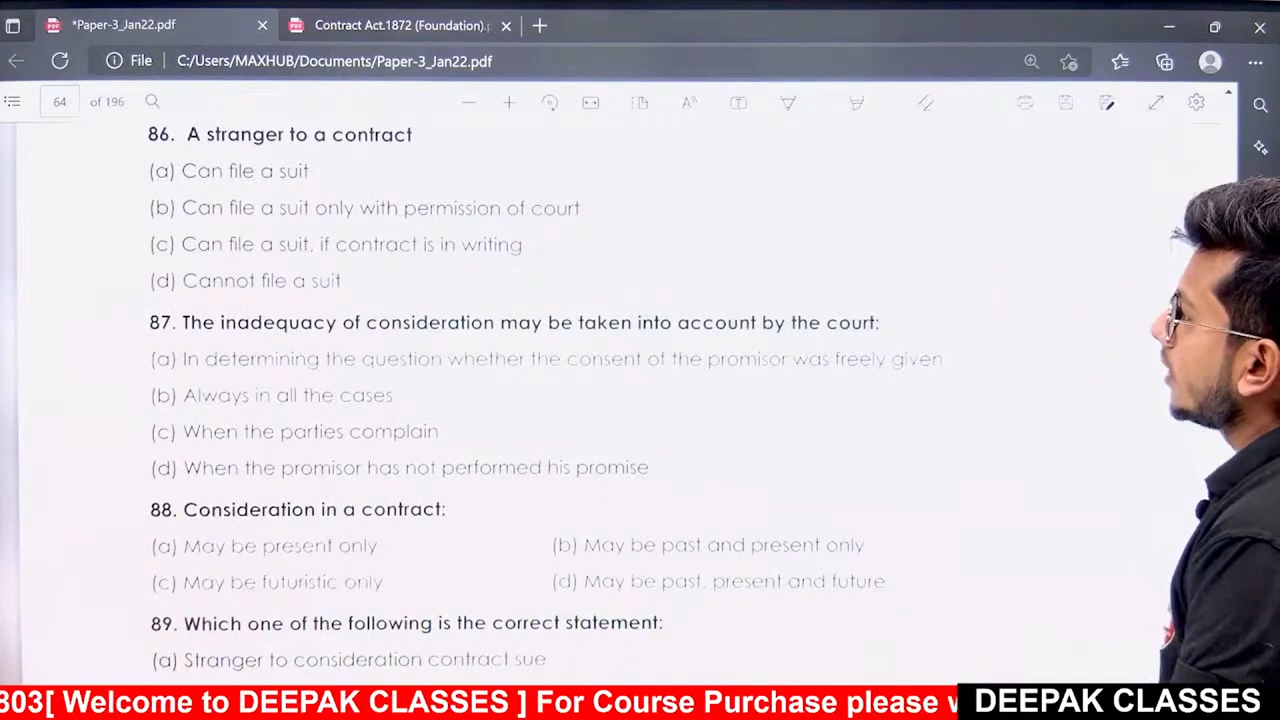 *Paper-3_Jan22.pdf
Contract Act.1872 (Foundation).
File
C:/Users/MAXHUB/Documents/Paper-3_Jan22.pdf
64 of 196
86. A stranger to a contract
(a) Can file a suit
(b) Can file a suit only with permission of court
(c) Can file a suit, if contract is in writing
(d) Cannot file a suit
87. The inadequacy of consideration may be taken into account by the court:
(a) In determining the question whether the consent of the promisor was freely given
(b) Always in all the cases
(c) When the parties complain
(d) When the promisor has not performed his promise
88. Consideration in a contract:
(a) May be present only
(b) May be past and present only
(c) May be futuristic only
(d) May be past, present and future
89. Which one of the following is the correct statement:
(a) Stranger to consideration contract sue
803[ Welcome to DEEPAK CLASSES ] For Course Purchase please
DEEPAK CLASSES